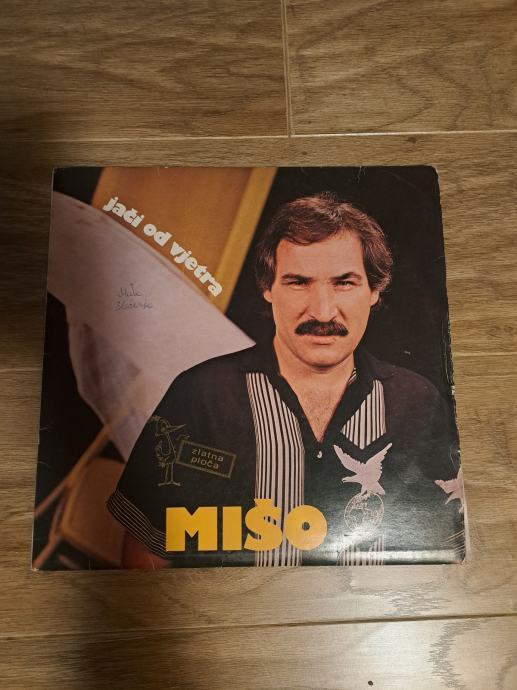 jači od vjetra
zlatna
ploča
MIŠO